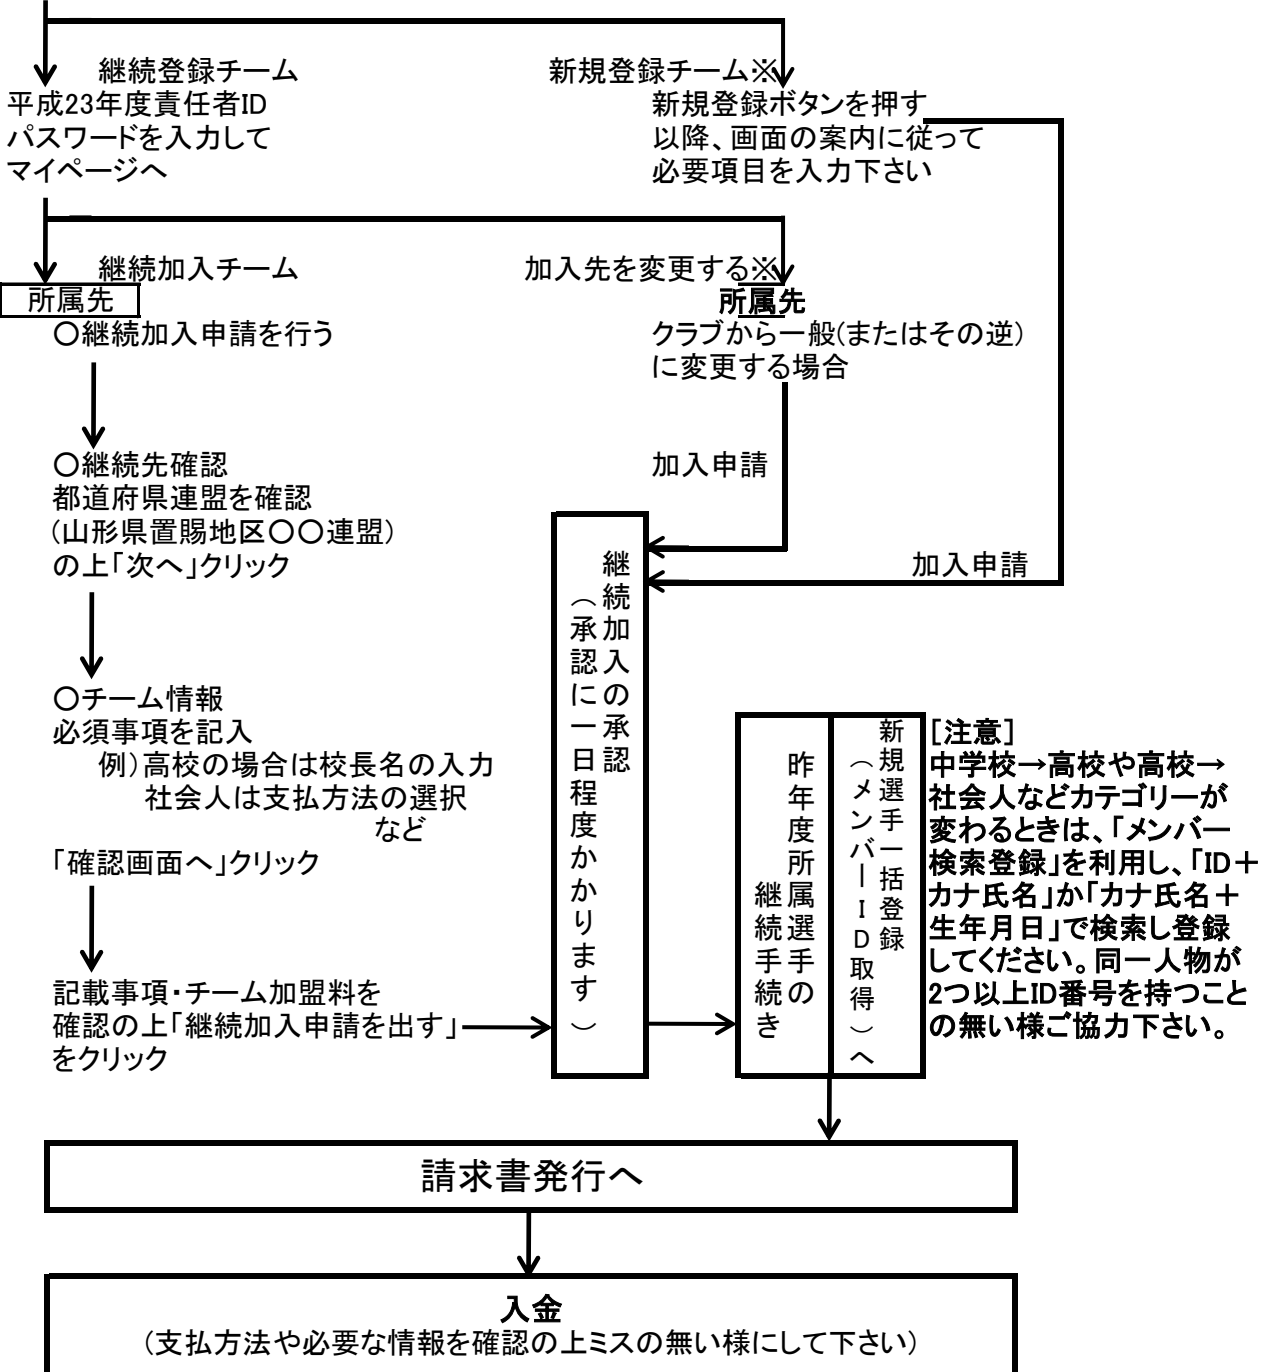 継続登録チーム
平成23年度責任者ID
パスワードを入力して
マイページへ
新規登録チーム※
新規登録ボタンを押す
以降、画面の案内に従って
必要項目を入力下さい
継続加入チーム
所属先
〇継続加入申請を行う
加入先を変更する※
所属先
クラブから一般(またはその逆)
に変更する場合
〇継続先確認
都道府県連盟を確認
(山形県置賜地区〇〇連盟)
の上「次へ」クリック
加入申請
加入申請
〇チーム情報
必須事項を記入
例)高校の場合は校長名の入力
社会人は支払方法の選択
など
「確認画面へ」クリック
記載事項・チーム加盟料を
確認の上「継続加入申請を出す」
をクリック
継続加入の承認
（承認に一日程度かかります）
新規選手一括登録
（メンバーID取得）へ
昨年度所属選手の
継続手続き
［注意］
中学校→高校や高校→
社会人などカテゴリーが
変わるときは、「メンバー
検索登録」を利用し、「ID＋
カナ氏名」か「カナ氏名＋
生年月日」で検索し登録
してください。同一人物が
2つ以上ID番号を持つこと
の無い様ご協力下さい。
請求書発行へ
入金
(支払方法や必要な情報を確認の上ミスの無い様にして下さい)